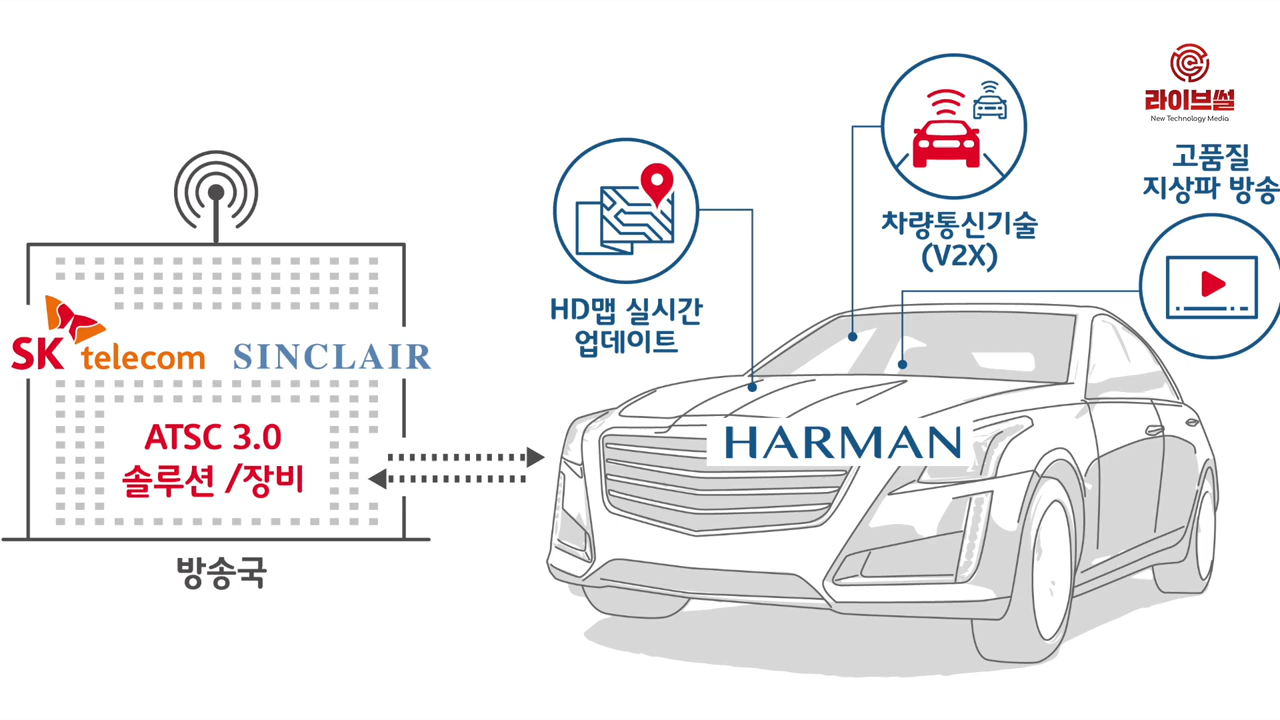 라이브썰
New Technology Media
고품질
지상파 방송
차량통신기술
(V2X)
HD맵 실시간
업데이트
SK telecom
SINCLAIR
ATSC 3.0
솔루션 /장비
방송국
HARMAN